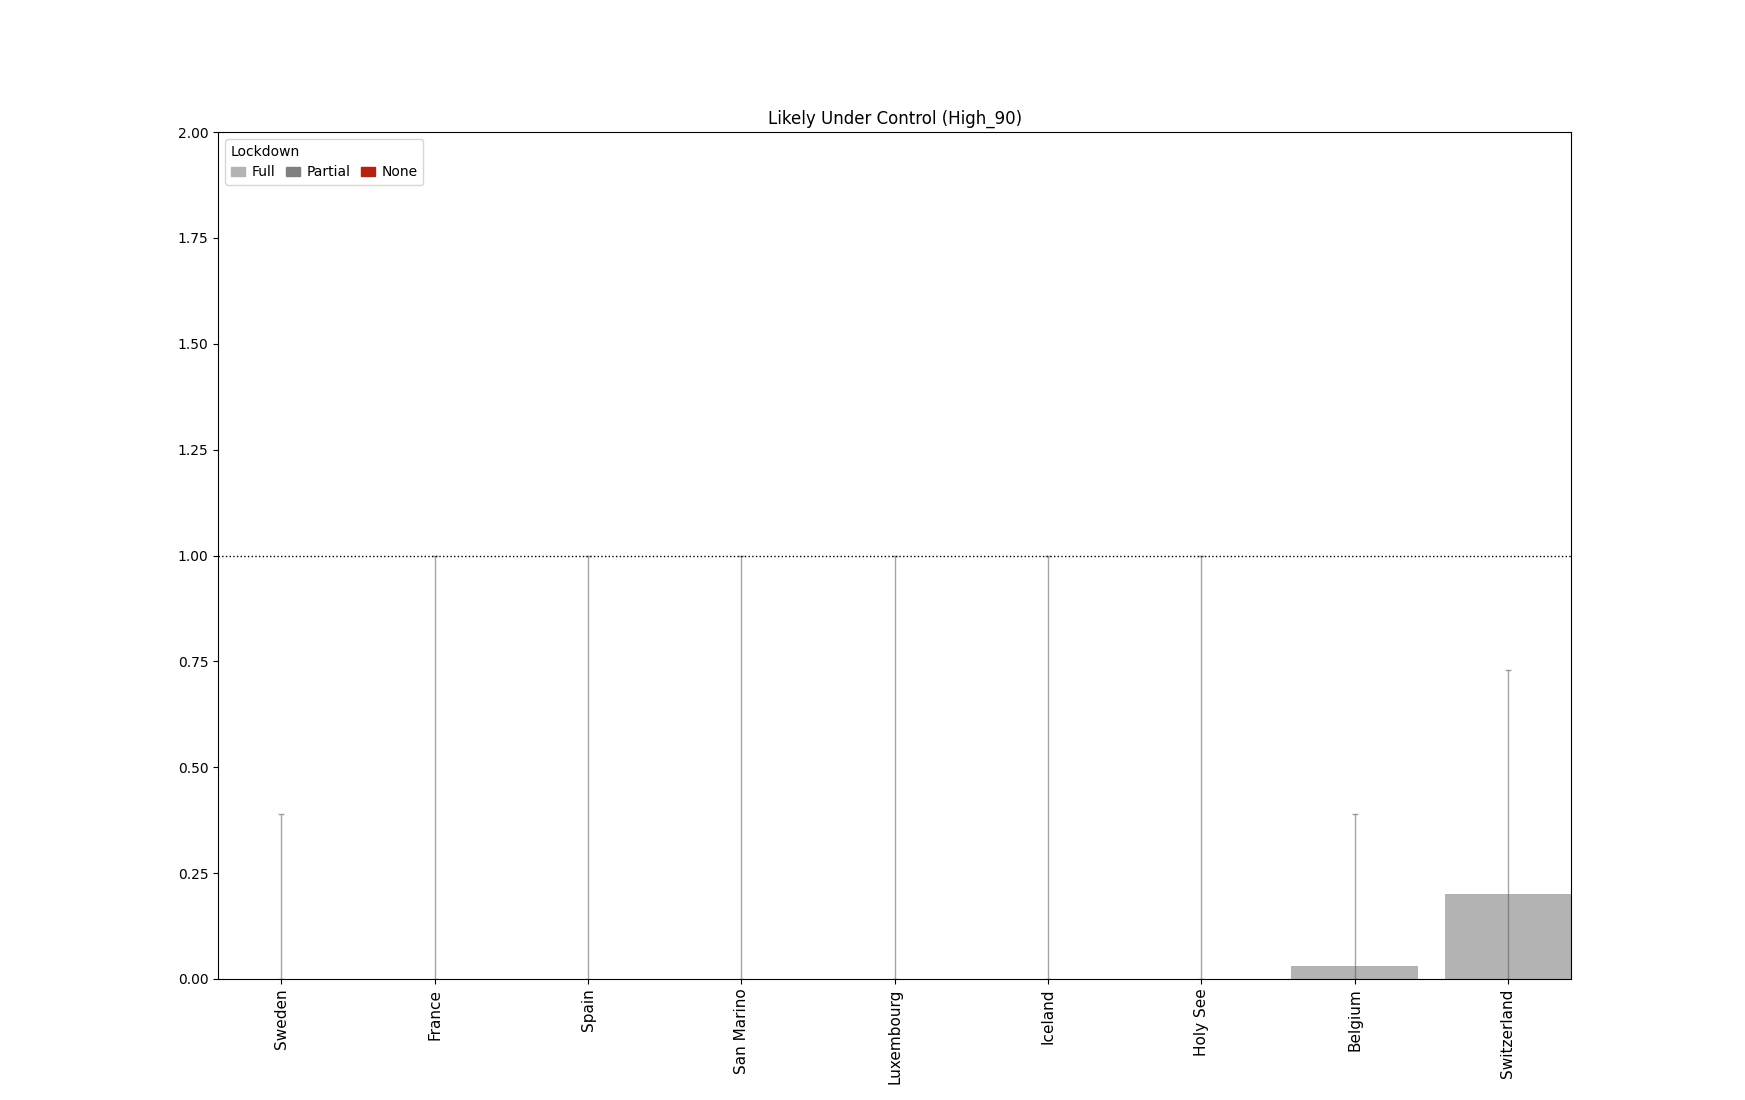 Likely Under Control (High_90)
2.00
Lockdown
Full Partial None
1.75
1.50
1.25
1.00
0.75
0.50
0.25
0.00
Sweden
France
Spain
San Marino
Luxembourg
Iceland
Holy See
Belgium
Switzerland